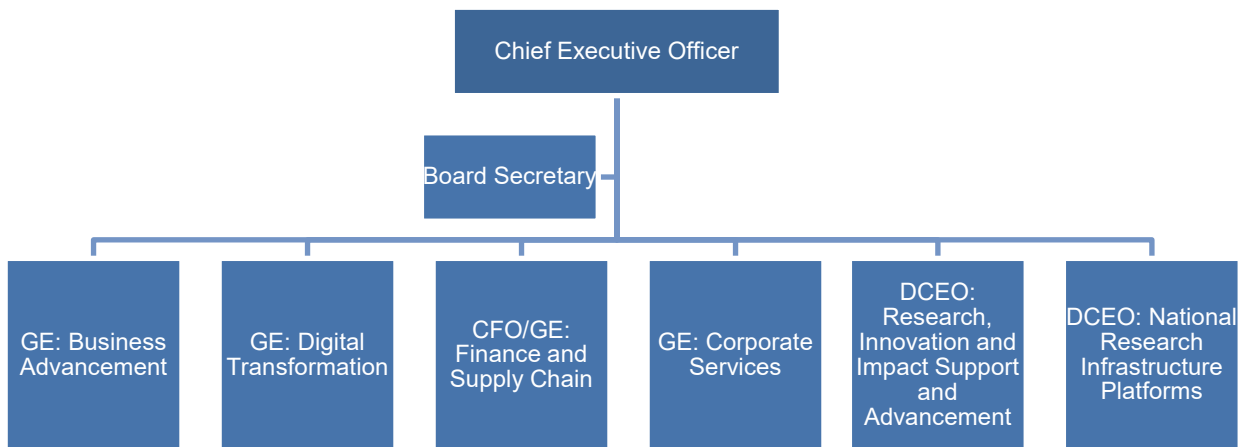 Chief Executive Officer
Board Secretary
GE: Business
Advancement
GE: Digital
Transformation
CFO/GE:
Finance and
Supply Chain
GE: Corporate
Services
DCEO:
Research,
Innovation and
Impact Support
and
Advancement
DCEO: National
Research
Infrastructure
Platforms